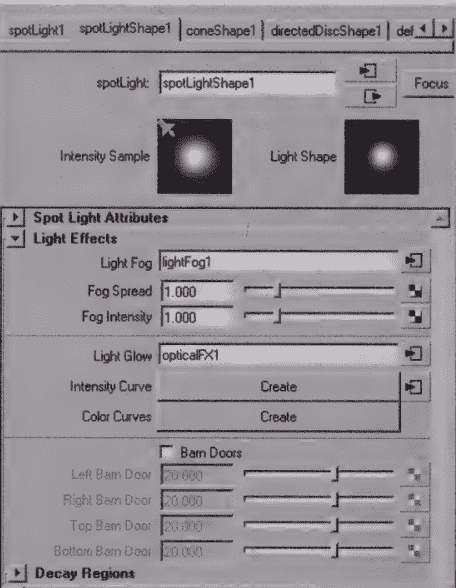 spotLight1 spotLightShape1 coneShape1 directedDiscShape1 def
spotLight: spotLightShape1
Focus
Intensity Sample Light Shape
Spot Light Attributes
Light Effects
Light Fog lightFog1
Fog Spread 1.000
Fog Intensity 1.000
Light Glow opticalFX1
Intensity Curve Create
Color Curves Create
Barn Doors
Left Barn Door 20.000
Right Barn Door 20.000
Top Barn Door 20.000
Bottom Barn Door 20.000
Decay Regions